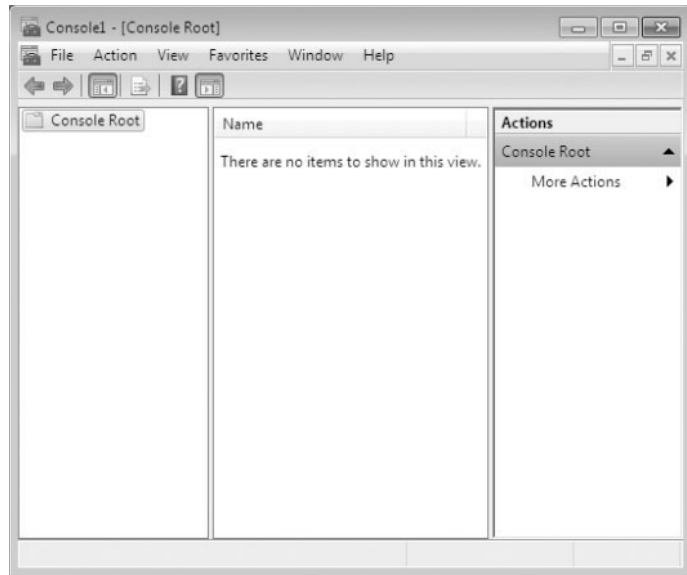 Console1 - [Console Root]
File Action View Favorites Window Help
Console Root
Name
There are no items to show in this view.
Actions
Console Root
More Actions